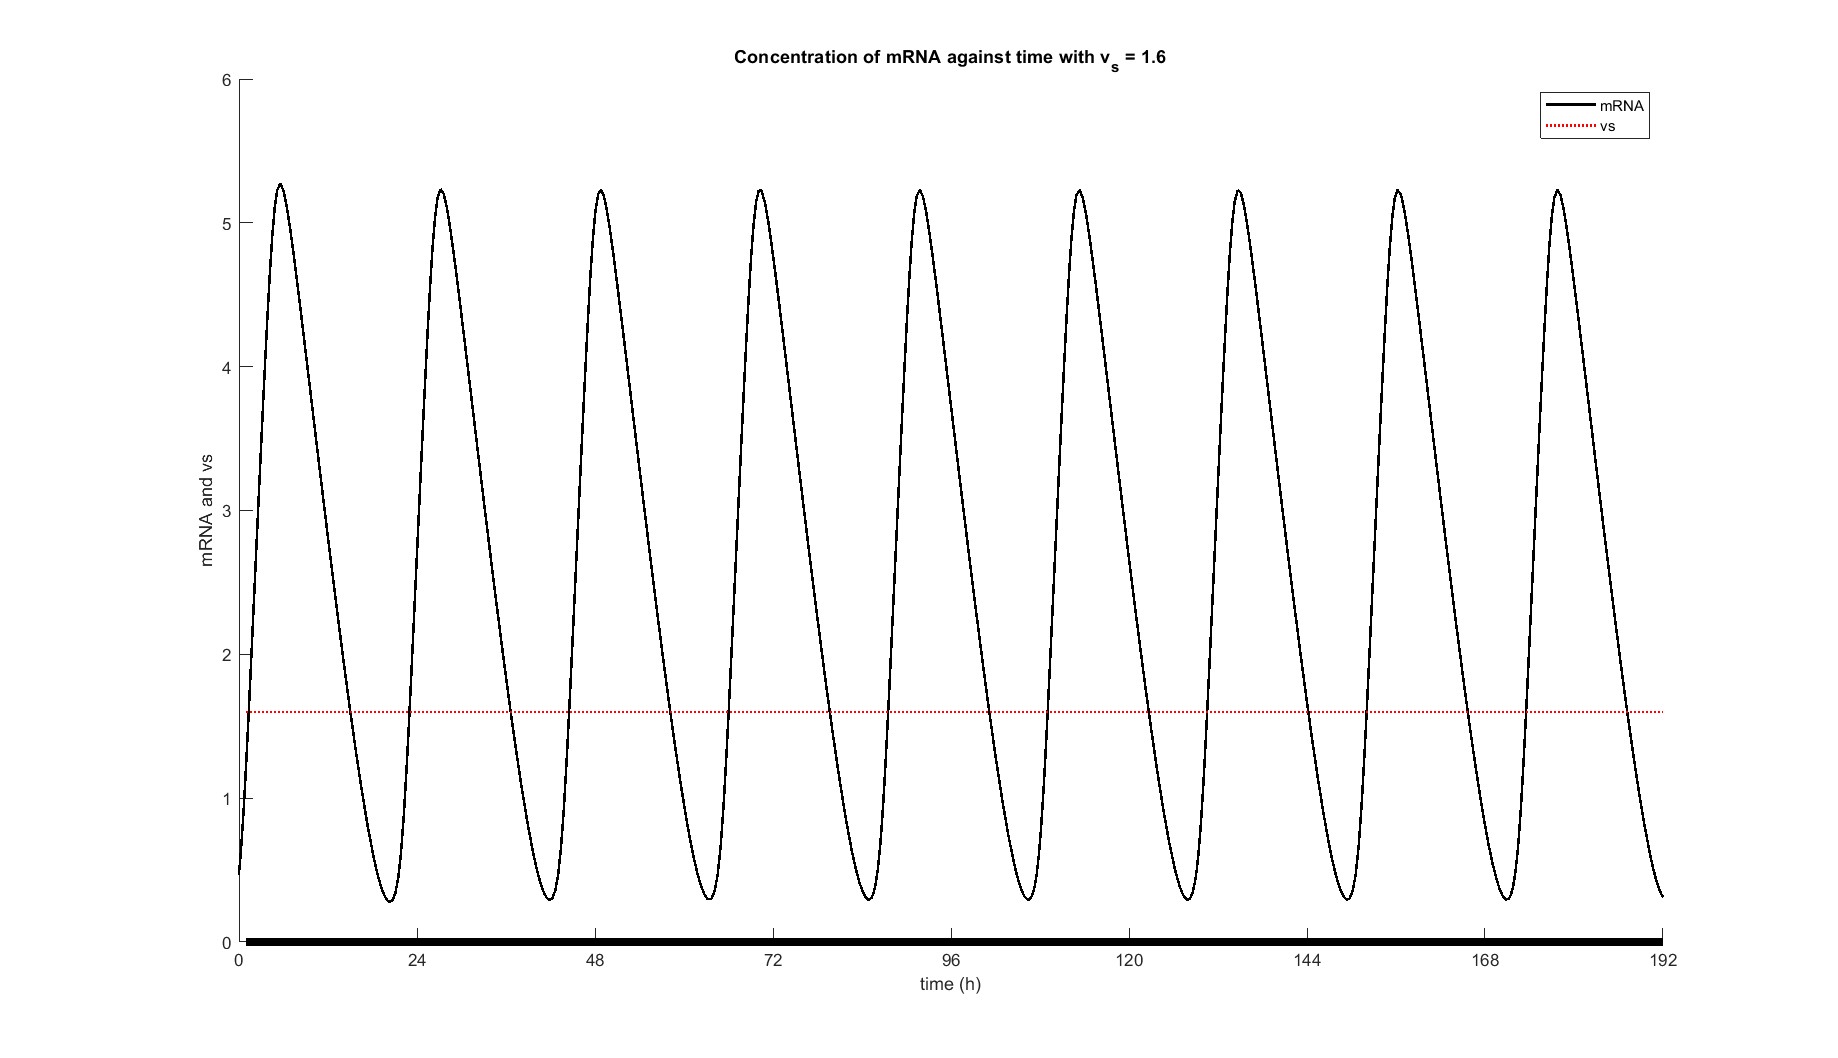 Concentration of mRNA against time with vs = 1.6
mRNA
vs
6
5
4
3
2
1
0
mRNA and vs
0 24 48 72 96 120 144 168 192
time (h)